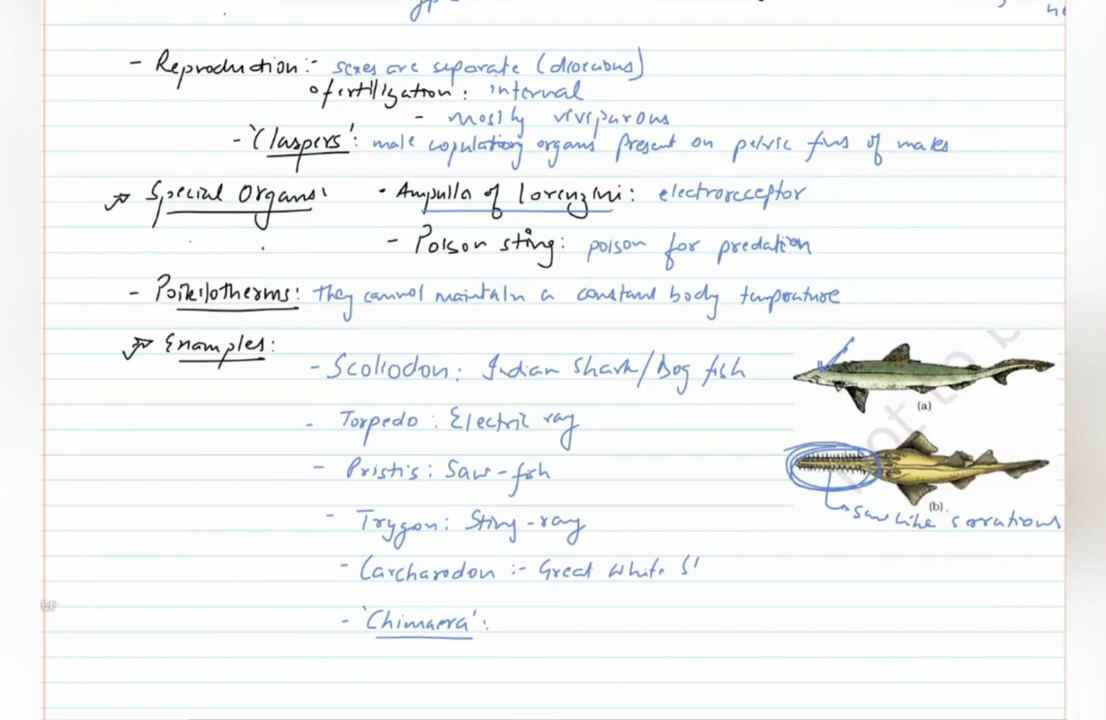 - Reproduction :- sexes are separate (dioecious)
o fertilization : internal
- mostly viviparous
- 'Claspers' : male copulatory organs present on pelvic fins of males
Special Organs: • Ampulla of Lorenzini : electroreceptor
- Poison sting : poison for predation
- Poikilotherms : They cannot maintain a constant body temperature
Examples :
- Scoliodon : Indian Shark/Dog fish
- Torpedo : Electric ray
- Pristis : Saw-fish
- Trygon : Sting-ray
- Carcharodon :- Great White S
- 'Chimaera' :
(a)
(b)
saw like serrations
not to b
er